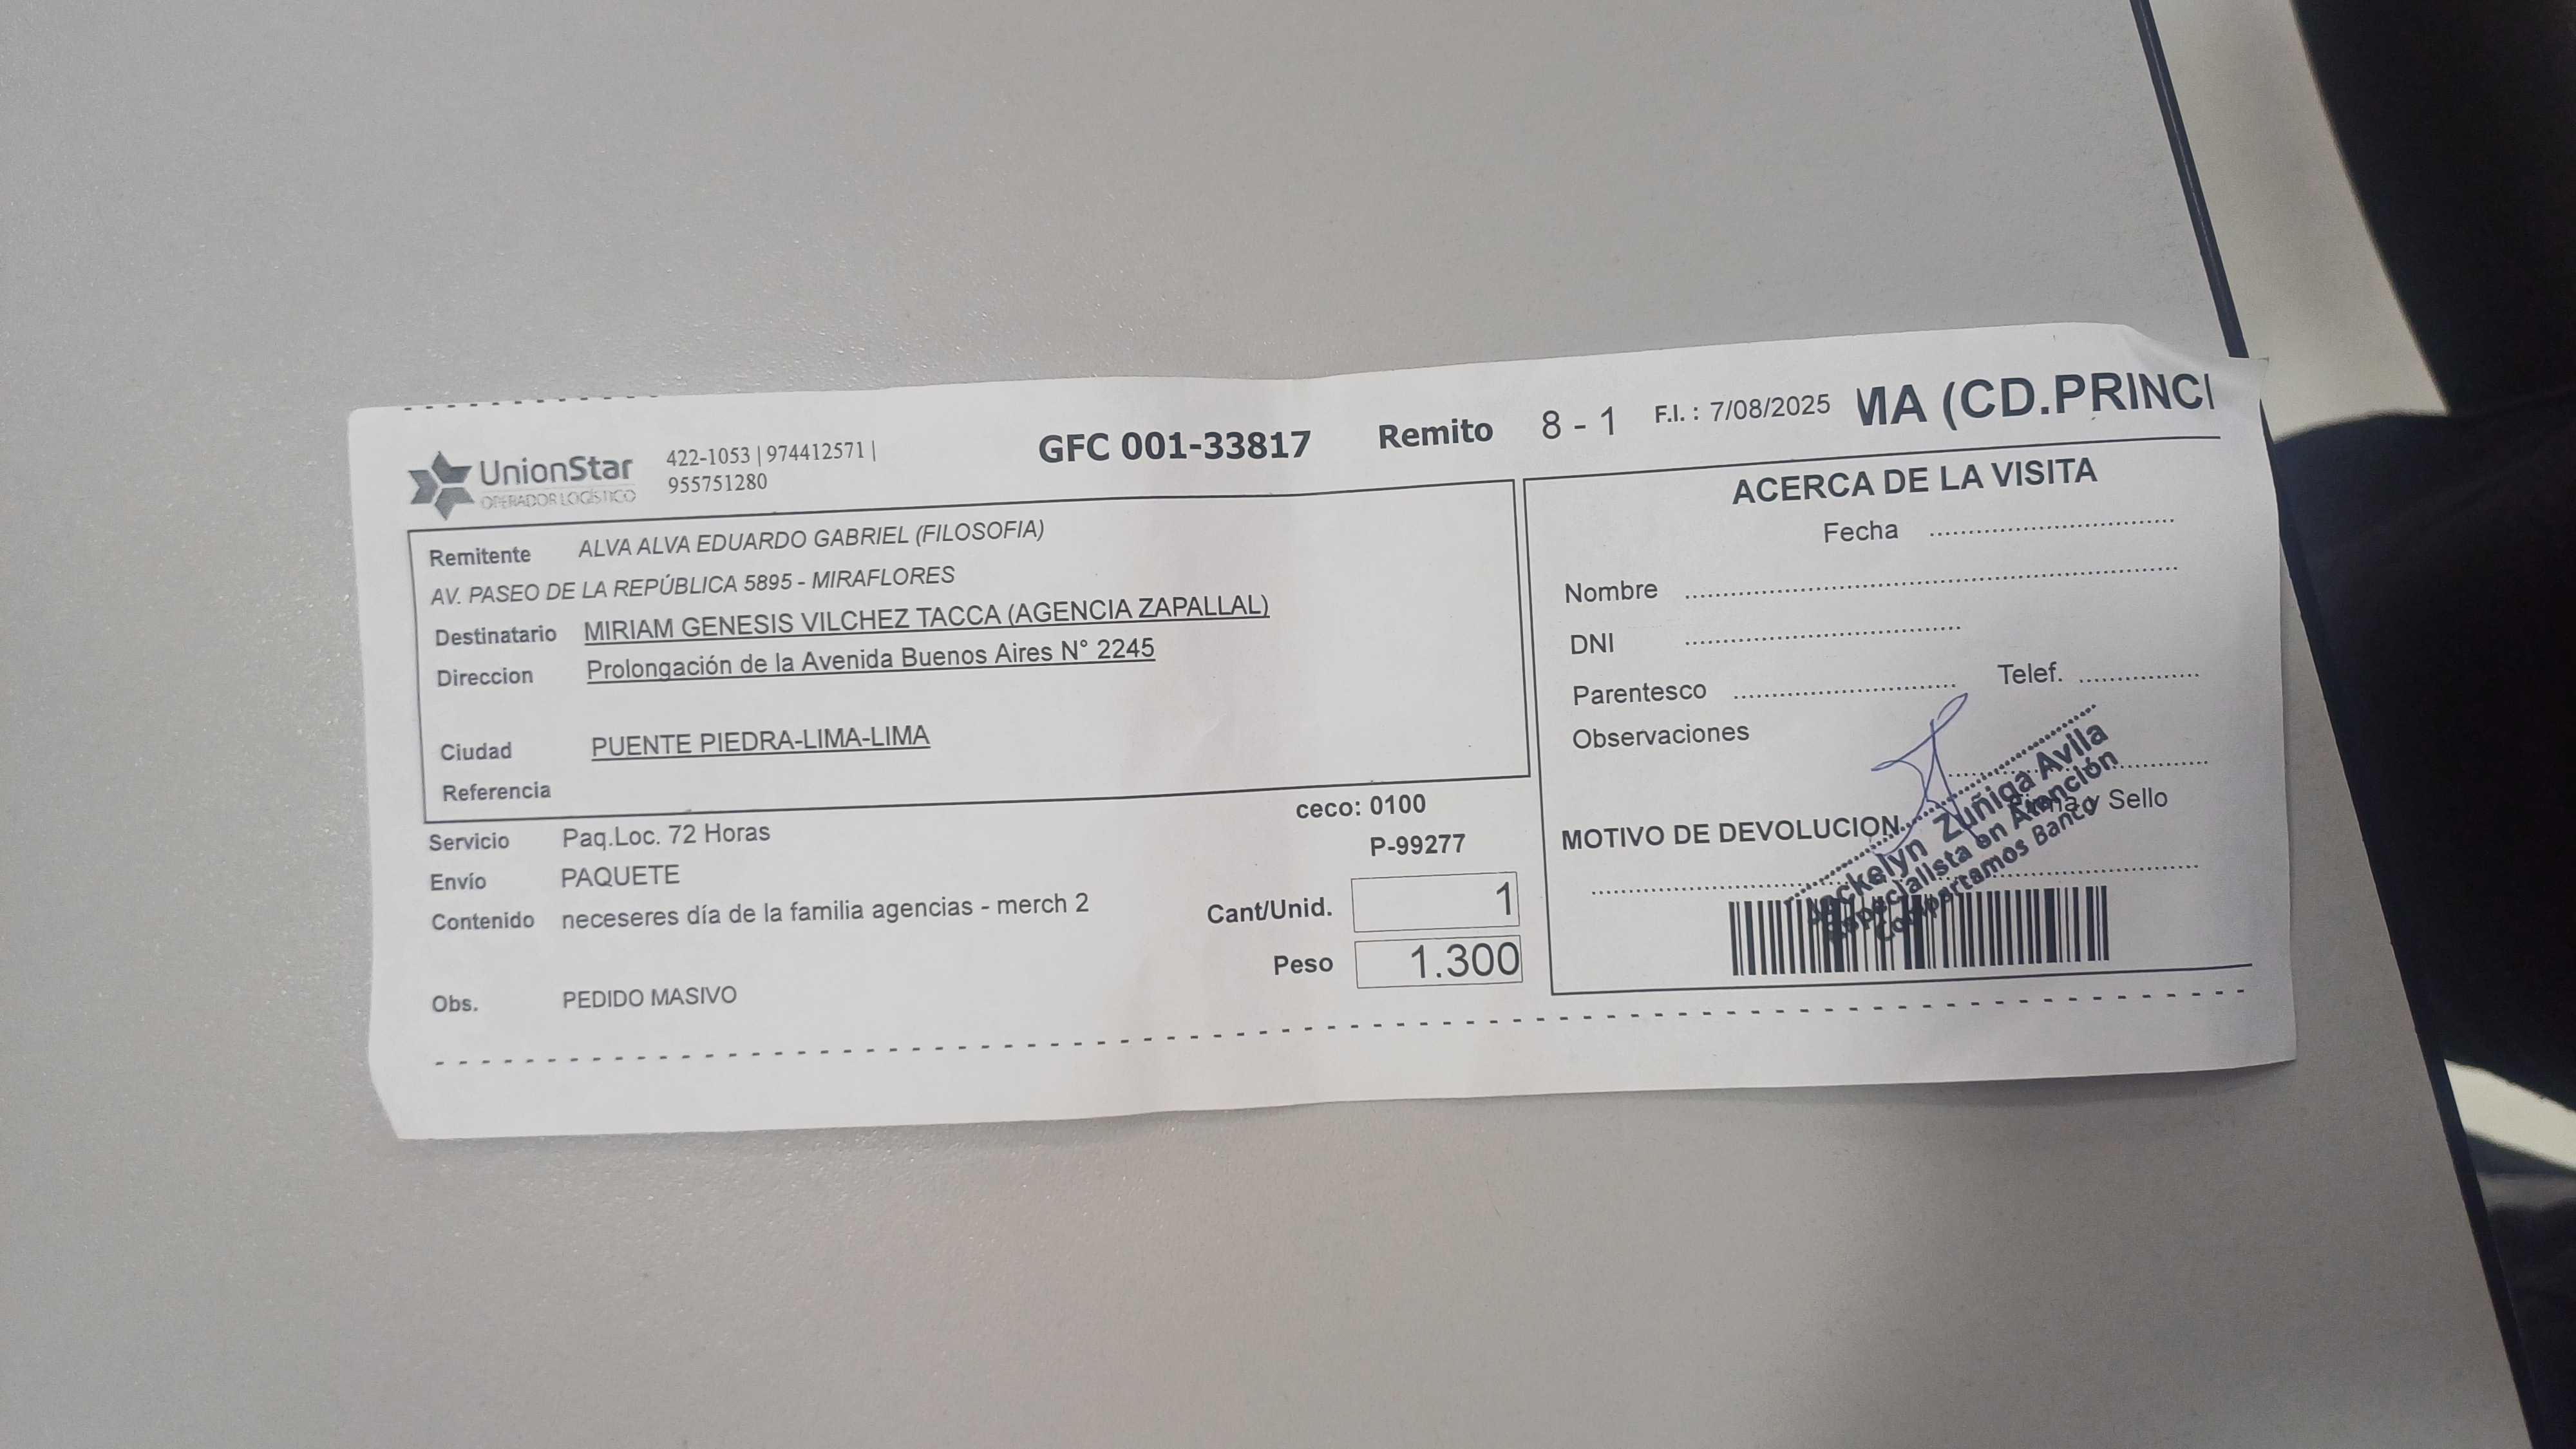 UnionStar
OPERADOR LOGÍSTICO
422-1053 | 974412571 |
955751280
GFC 001-33817
Remito 8 - 1
F.I. : 7/08/2025
MA (CD.PRINCI
Remitente ALVA ALVA EDUARDO GABRIEL (FILOSOFIA)
AV. PASEO DE LA REPÚBLICA 5895 - MIRAFLORES
Destinatario MIRIAM GENESIS VILCHEZ TACCA (AGENCIA ZAPALLAL)
Direccion Prolongación de la Avenida Buenos Aires N° 2245
Ciudad PUENTE PIEDRA-LIMA-LIMA
Referencia
Servicio Paq.Loc. 72 Horas
Envío PAQUETE
Contenido neceseres día de la familia agencias - merch 2
Obs. PEDIDO MASIVO
ceco: 0100
P-99277
Cant/Unid. 1
Peso 1.300
ACERCA DE LA VISITA
Fecha
Nombre
DNI
Parentesco Telef.
Observaciones
Firma y Sello
MOTIVO DE DEVOLUCION
Jackelyn Zuñiga Avila
Especialista en Atención
Compartamos Banco